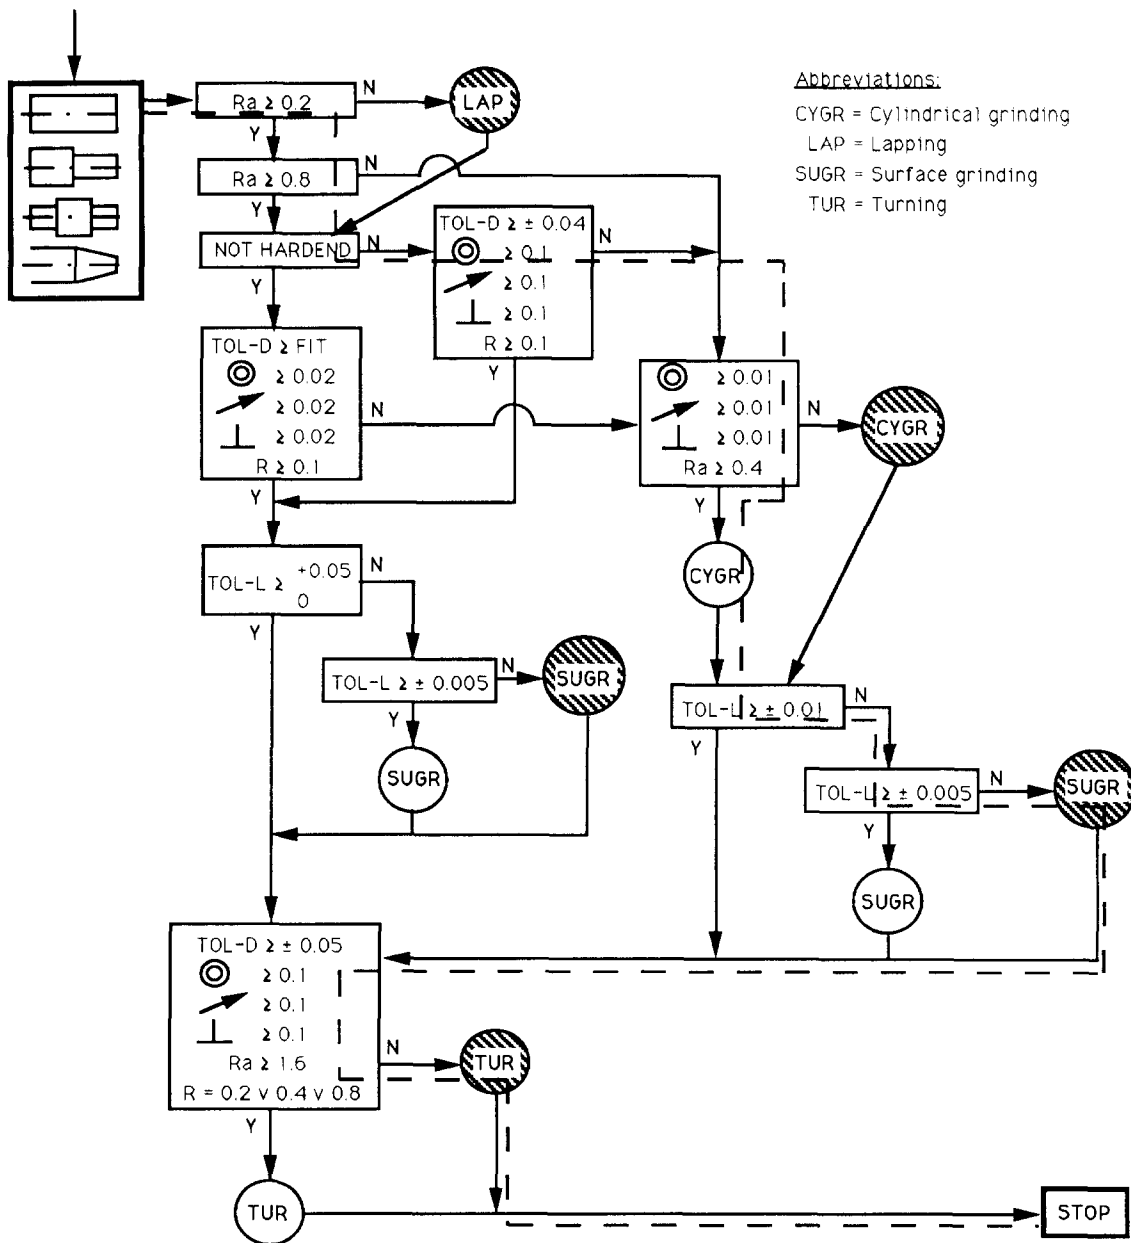 Abbreviations:
CYGR = Cylindrical grinding
LAP = Lapping
SUGR = Surface grinding
TUR = Turning
Ra ≥ 0.2
N
LAP
Y
Ra ≥ 0.8
N
Y
NOT HARDEND
N
Y
TOL-D ≥ ± 0.04
≥ 0.1
≥ 0.1
≥ 0.1
R ≥ 0.1
N
Y
TOL-D ≥ FIT
≥ 0.02
≥ 0.02
≥ 0.02
R ≥ 0.1
N
Y
≥ 0.01
≥ 0.01
≥ 0.01
Ra ≥ 0.4
N
CYGR
Y
CYGR
TOL-L ≥ +0.05
0
N
Y
TOL-L ≥ ± 0.005
N
SUGR
Y
SUGR
TOL-L ≥ ± 0.01
N
Y
TOL-L ≥ ± 0.005
N
SUGR
Y
SUGR
TOL-D ≥ ± 0.05
≥ 0.1
≥ 0.1
≥ 0.1
Ra ≥ 1.6
R = 0.2 v 0.4 v 0.8
N
TUR
Y
TUR
STOP